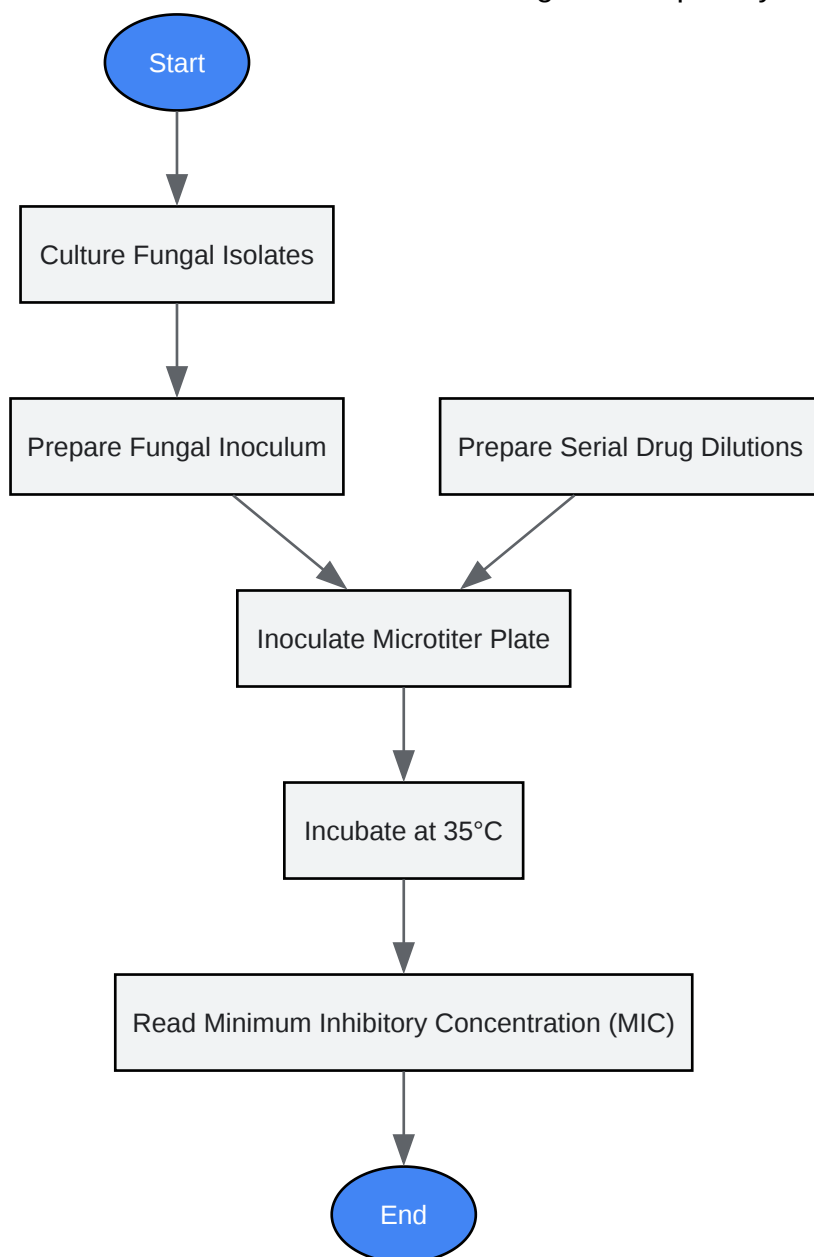 Start
Culture Fungal Isolates
Prepare Fungal Inoculum
Prepare Serial Drug Dilutions
Inoculate Microtiter Plate
Incubate at 35°C
Read Minimum Inhibitory Concentration (MIC)
End